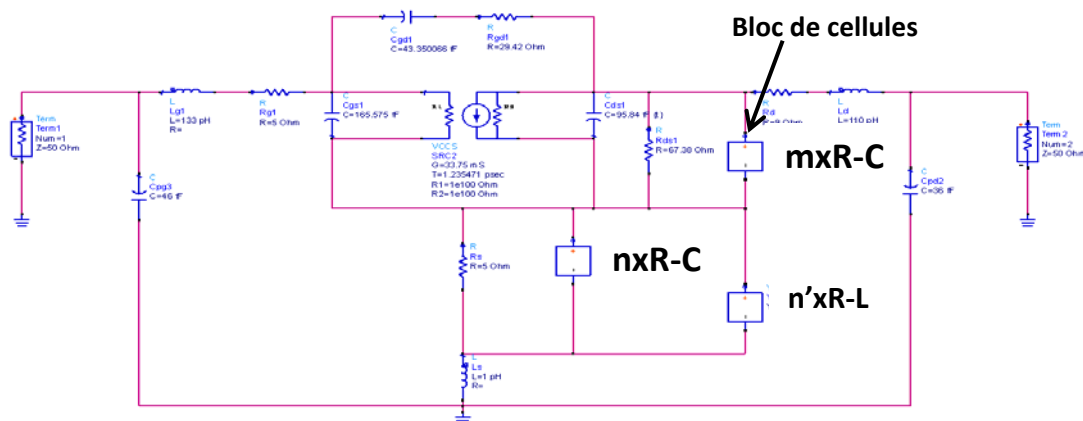 Bloc de cellules
C
Cgd1
C=43.350066 fF
R
Rgd1
R=29.42 Ohm
Term
Term1
Num=1
Z=50 Ohm
L
Lg1
L=133 pH
R=
R
Rg1
R=5 Ohm
C
Cgs1
C=165.575 fF
VCCS
SRC2
G=33.75 mS
T=1.235471 psec
R1=1e100 Ohm
R2=1e100 Ohm
C
Cds1
C=95.84 fF
R
Rds1
R=67.38 Ohm
mxR-C
R
Rd
L
Ld
L=110 pH
Term
Term2
Num=2
Z=50 Ohm
C
Cpg3
C=46 fF
C
Cpd2
C=36 fF
R
Rs
R=5 Ohm
nxR-C
n'xR-L
L
Ls
L=1 pH
R=